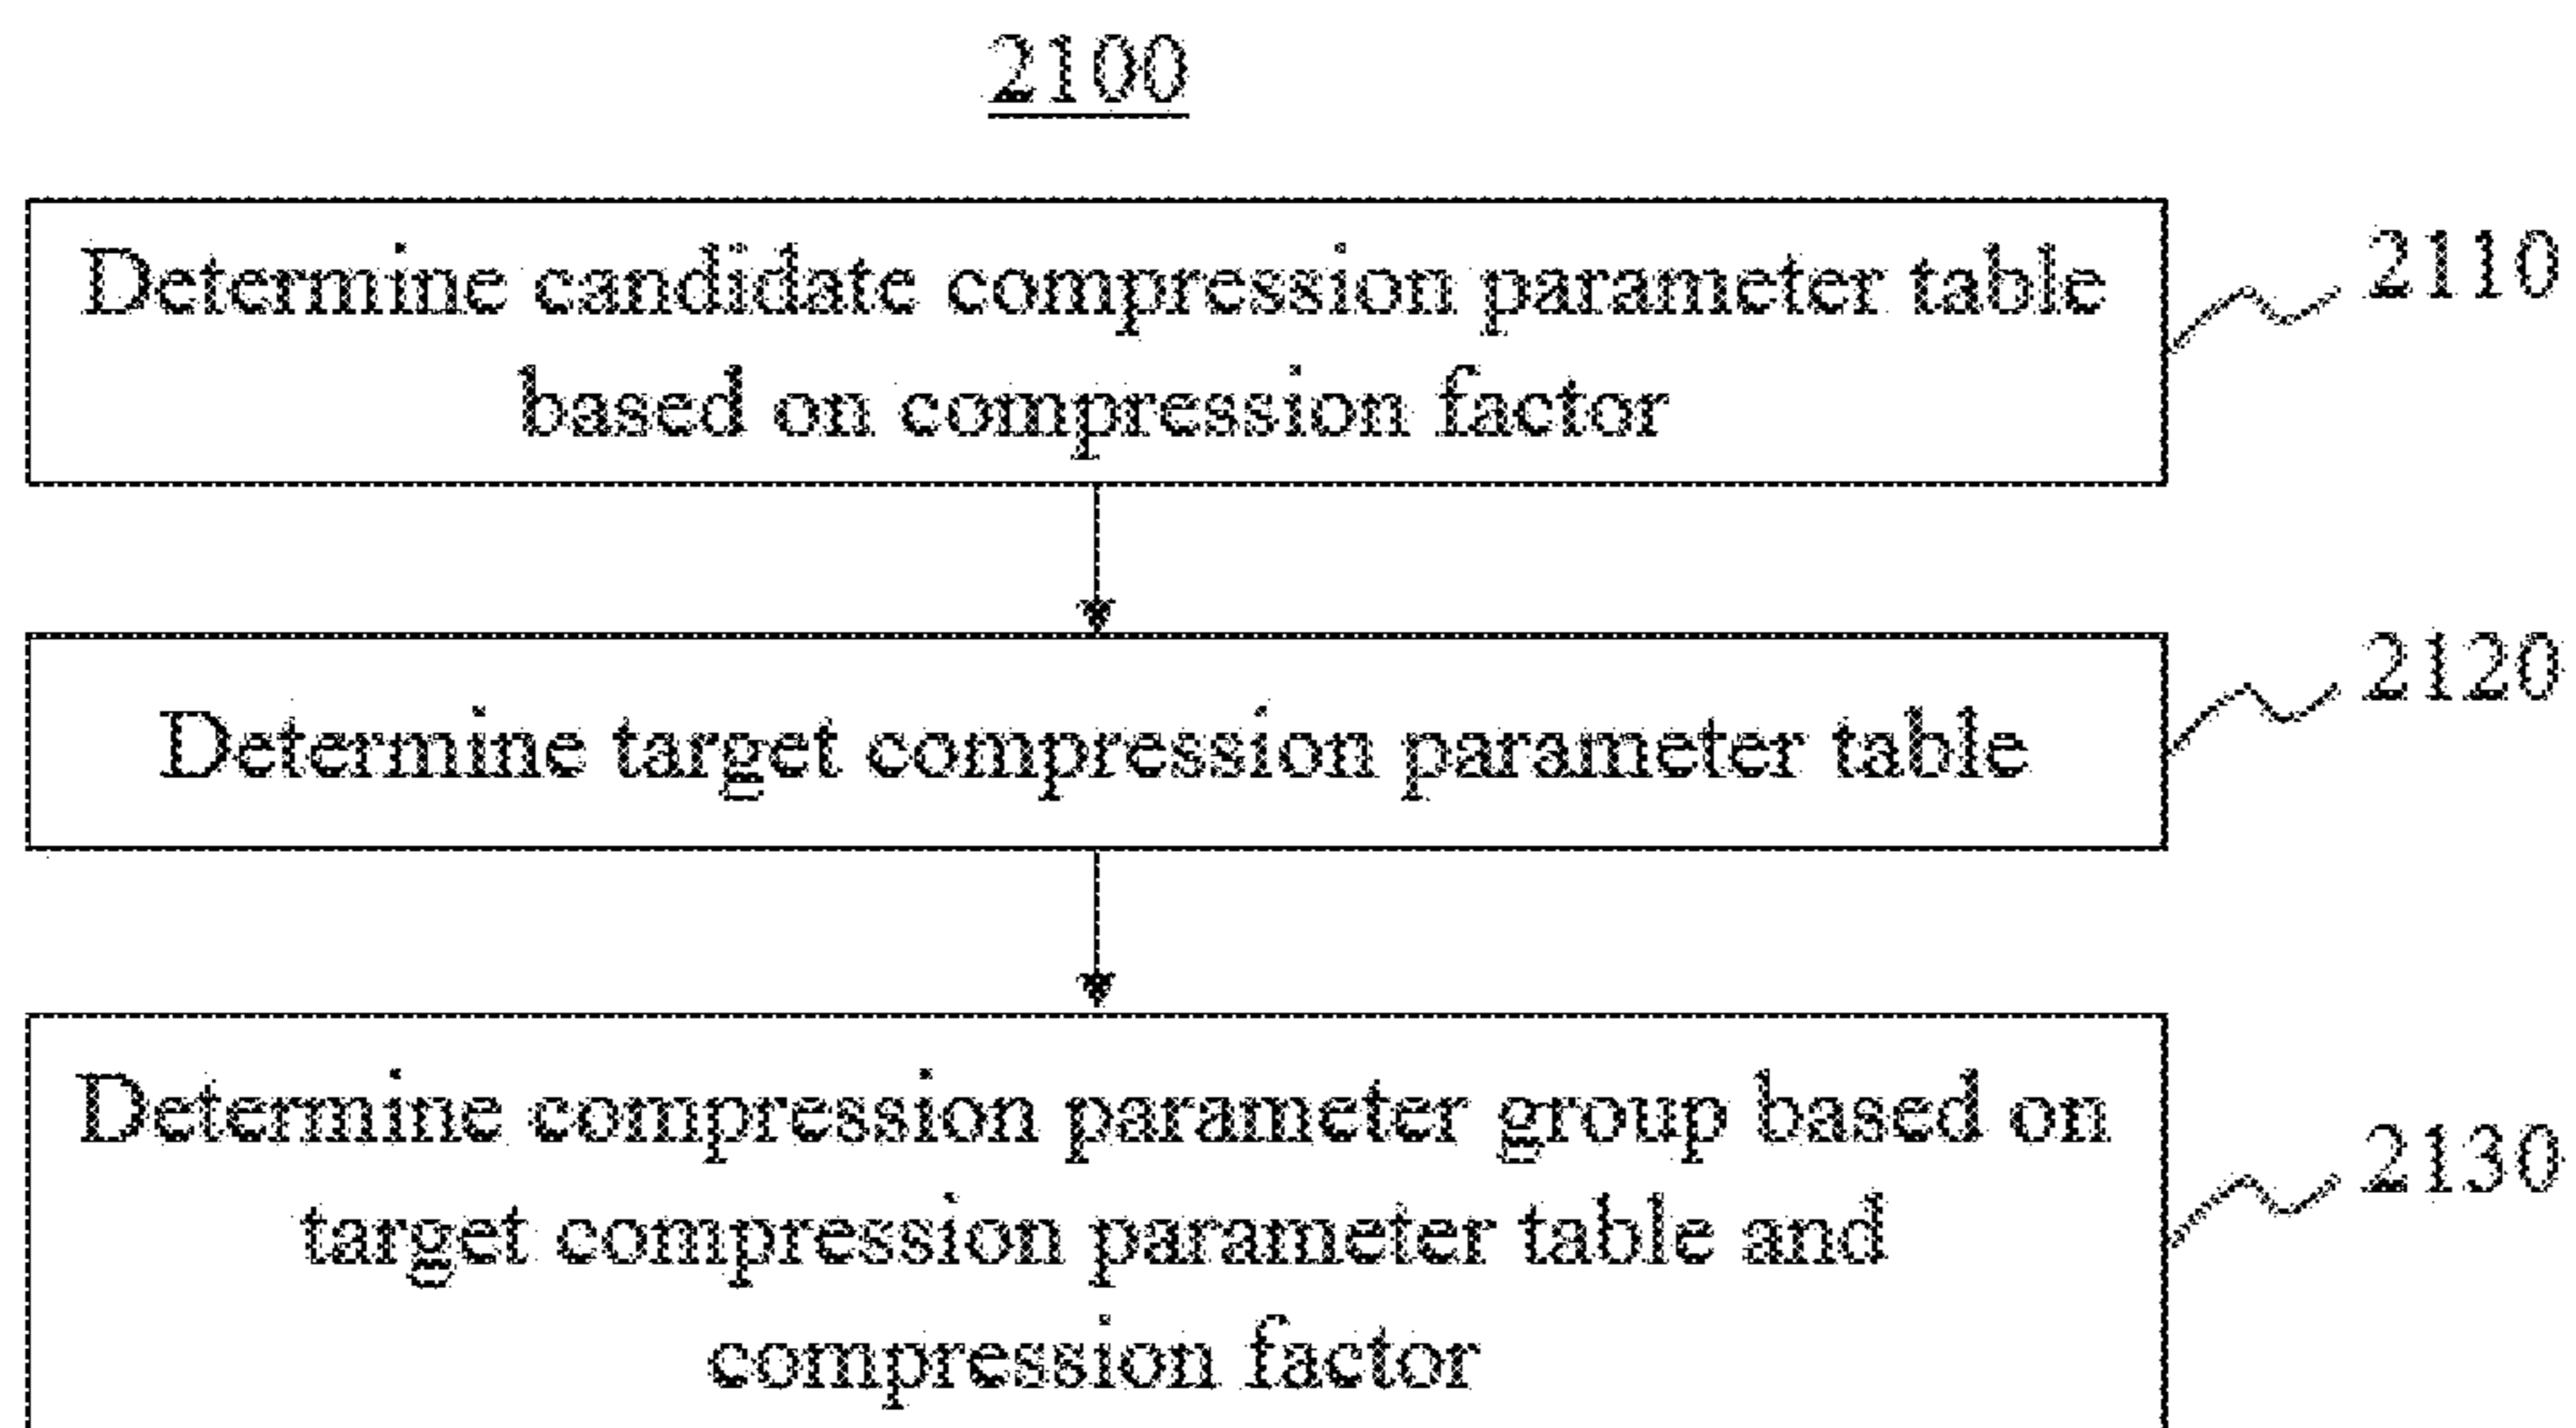 2100
Determine candidate compression parameter table
based on compression factor
2110
Determine target compression parameter table
2120
Determine compression parameter group based on
target compression parameter table and
compression factor
2130